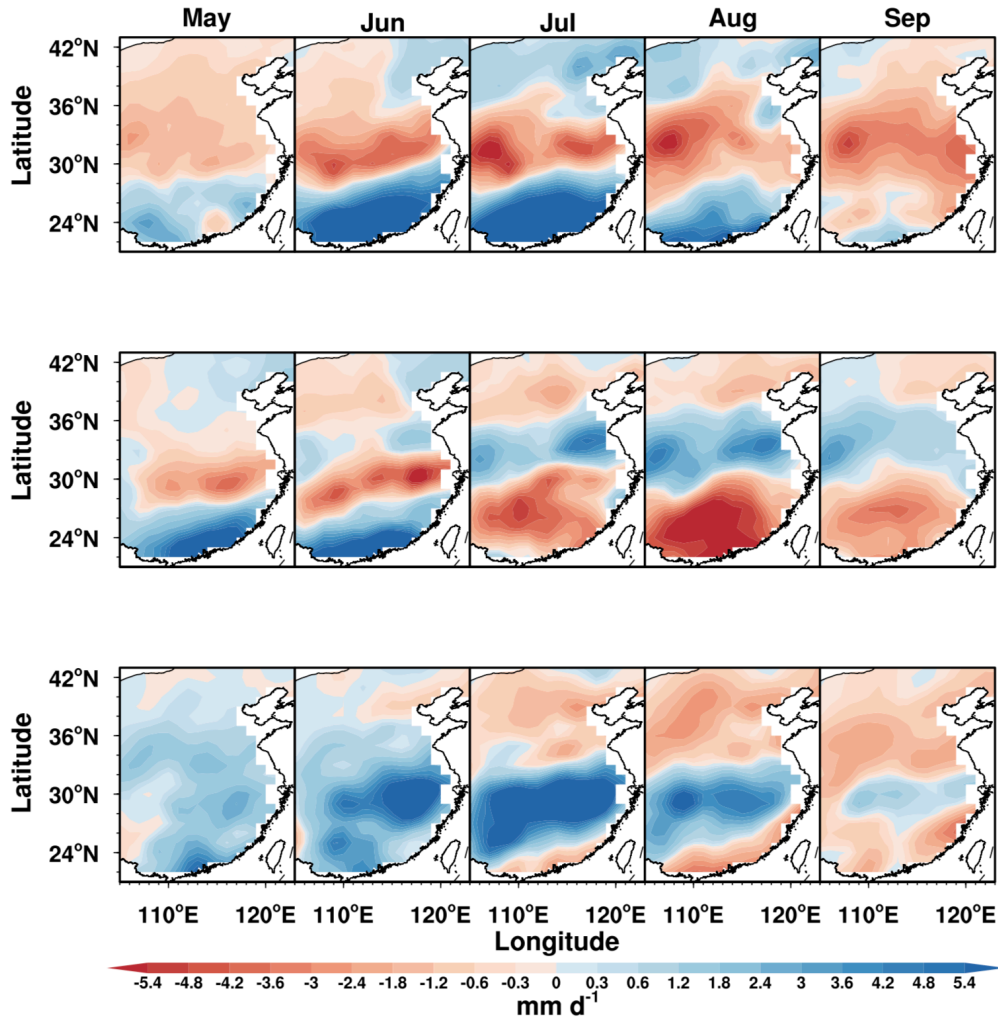 May Jun Jul Aug Sep
42°N
36°N
30°N
24°N
Latitude
42°N
36°N
30°N
24°N
Latitude
42°N
36°N
30°N
24°N
Latitude
110°E 120°E 110°E 120°E 110°E 120°E 110°E 120°E 110°E 120°E
Longitude
-5.4 -4.8 -4.2 -3.6 -3 -2.4 -1.8 -1.2 -0.6 -0.3 0 0.3 0.6 1.2 1.8 2.4 3 3.6 4.2 4.8 5.4
mm d⁻¹